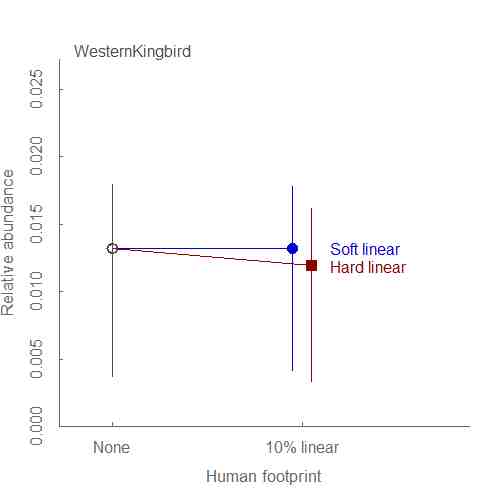 WesternKingbird
Relative abundance
0.025
0.020
0.015
0.010
0.005
0.000
Soft linear
Hard linear
None
10% linear
Human footprint